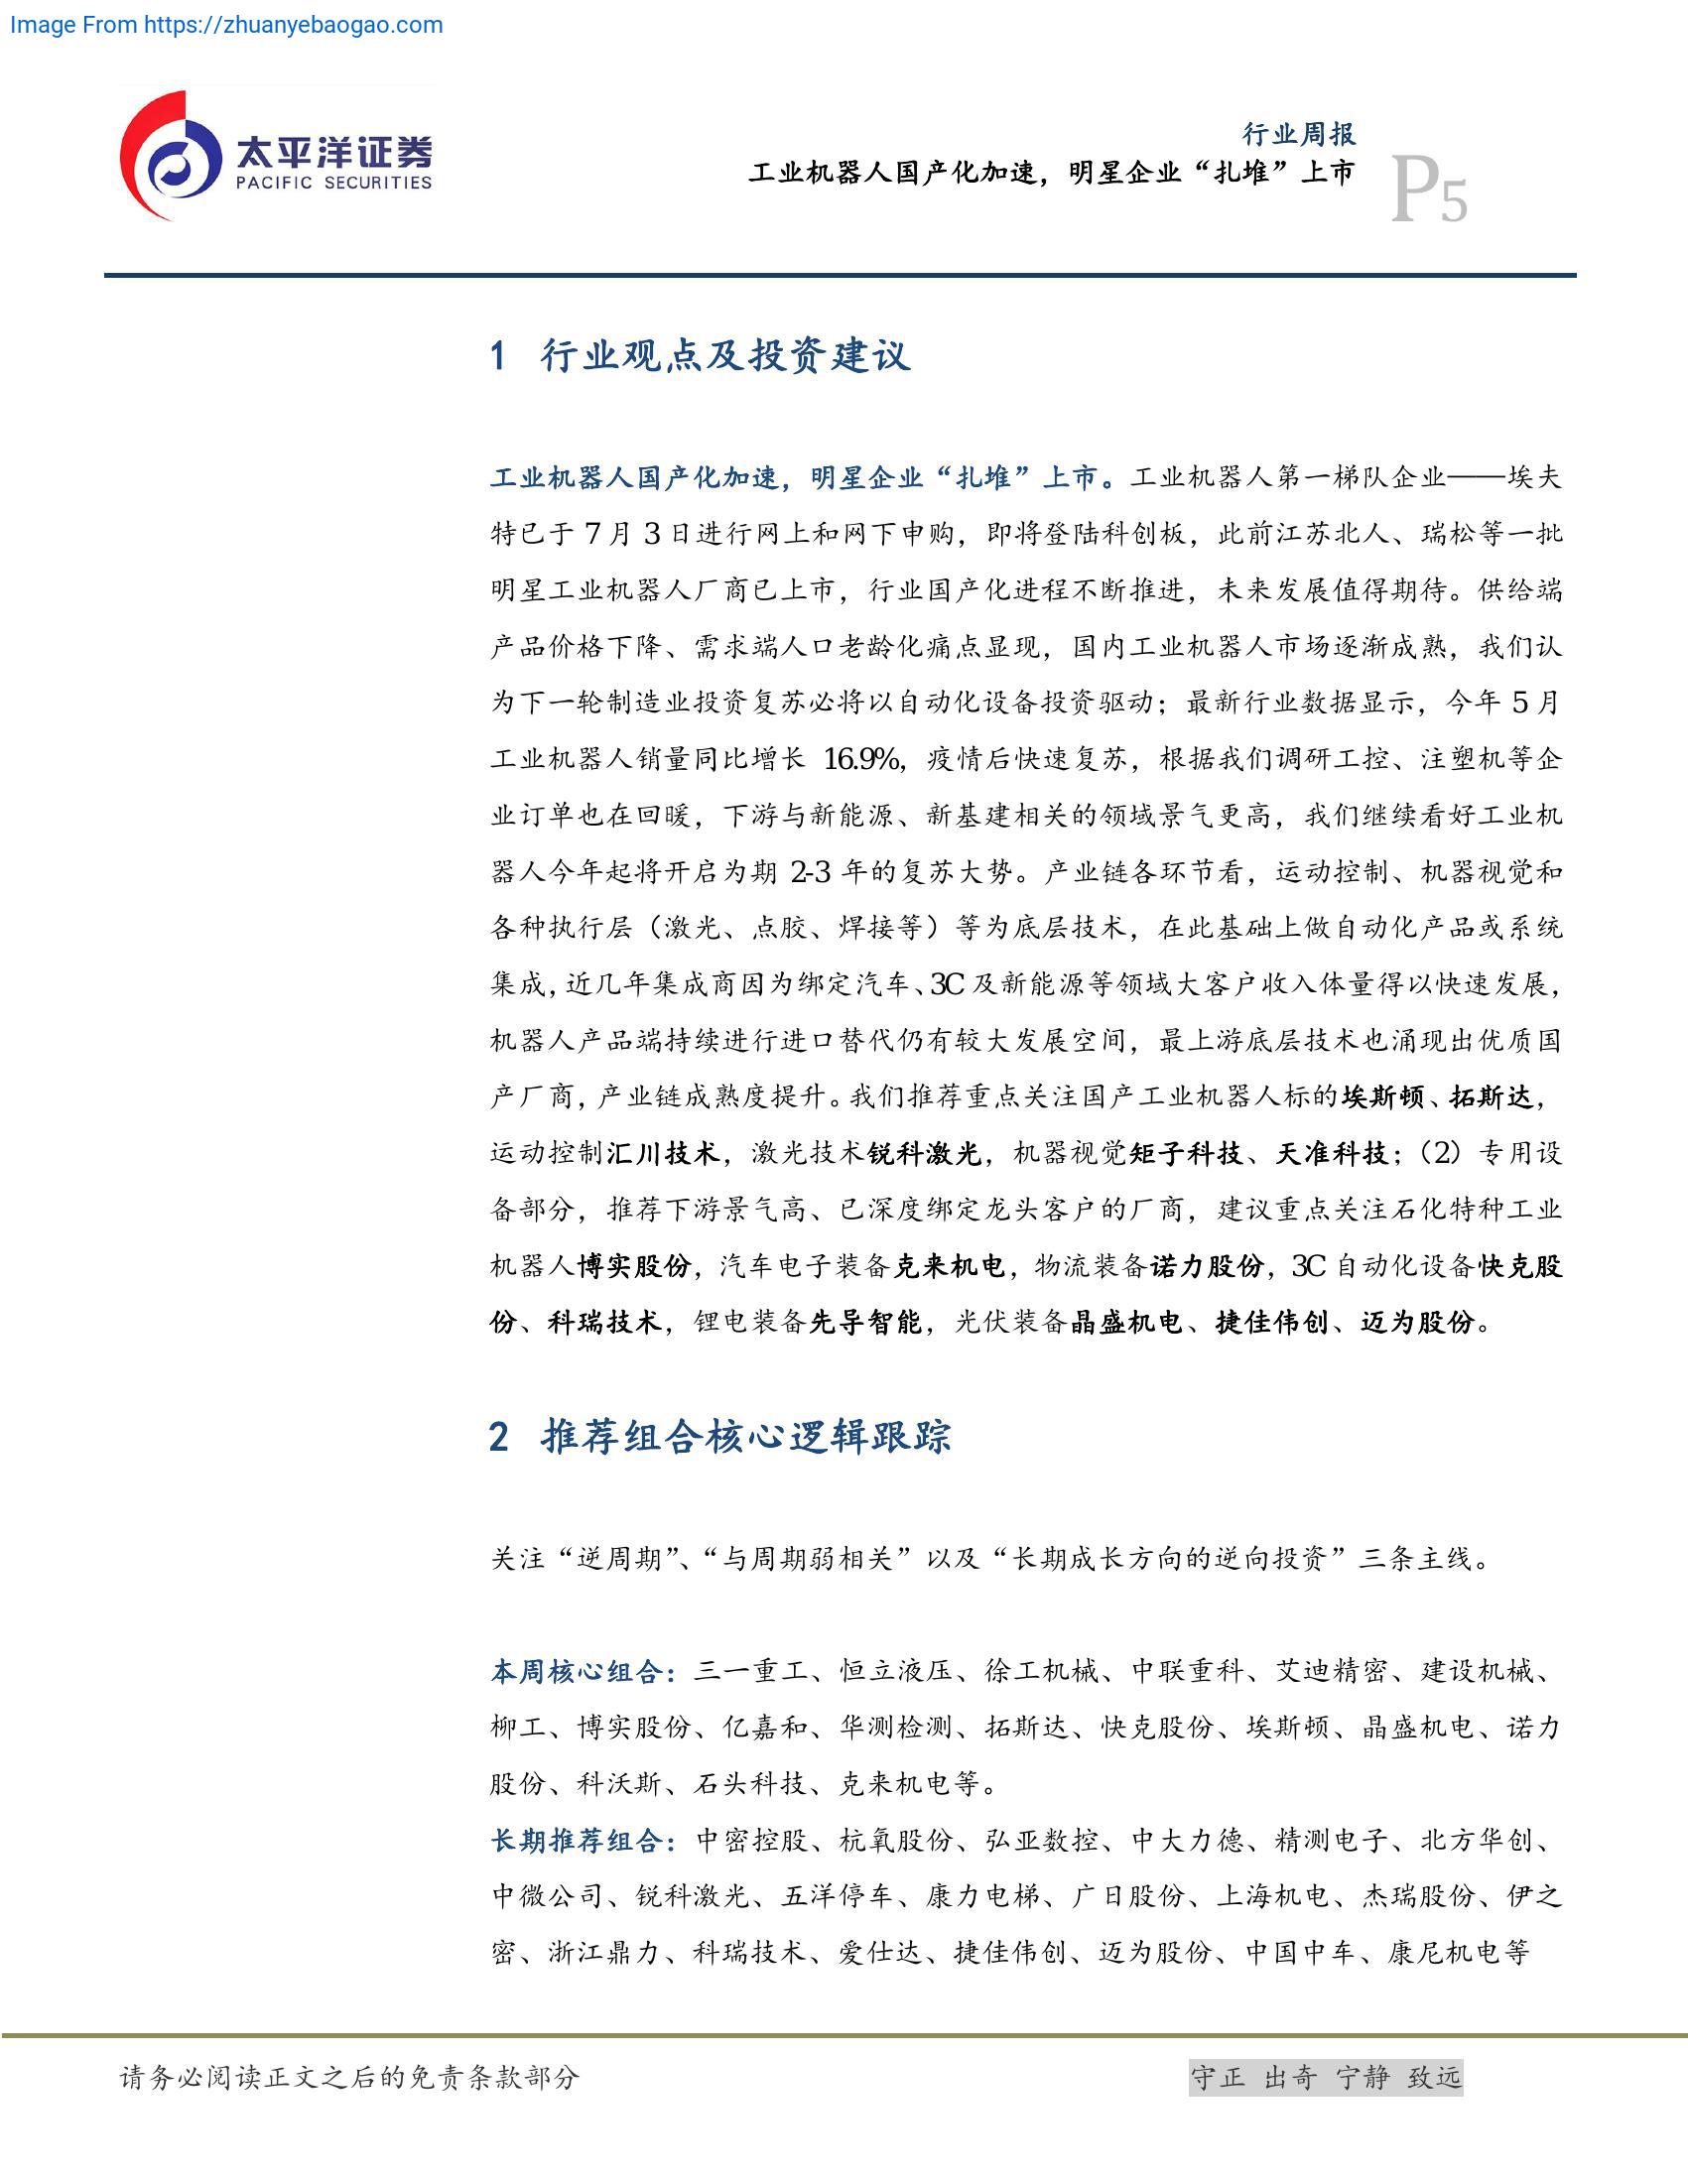 Image From https://zhuanyebaogao.com
太平洋证券
PACIFIC SECURITIES
行业周报
工业机器人国产化加速，明星企业“扎堆”上市
P5
1 行业观点及投资建议
工业机器人国产化加速，明星企业“扎堆”上市。工业机器人第一梯队企业——埃夫
特已于 7 月 3 日进行网上和网下申购，即将登陆科创板，此前江苏北人、瑞松等一批
明星工业机器人厂商已上市，行业国产化进程不断推进，未来发展值得期待。供给端
产品价格下降、需求端人口老龄化痛点显现，国内工业机器人市场逐渐成熟，我们认
为下一轮制造业投资复苏必将以自动化设备投资驱动；最新行业数据显示，今年 5 月
工业机器人销量同比增长 16.9%，疫情后快速复苏，根据我们调研工控、注塑机等企
业订单也在回暖，下游与新能源、新基建相关的领域景气更高，我们继续看好工业机
器人今年起将开启为期 2-3 年的复苏大势。产业链各环节看，运动控制、机器视觉和
各种执行层（激光、点胶、焊接等）等为底层技术，在此基础上做自动化产品或系统
集成，近几年集成商因为绑定汽车、3C 及新能源等领域大客户收入体量得以快速发展，
机器人产品端持续进行进口替代仍有较大发展空间，最上游底层技术也涌现出优质国
产厂商，产业链成熟度提升。我们推荐重点关注国产工业机器人标的埃斯顿、拓斯达，
运动控制汇川技术，激光技术锐科激光，机器视觉矩子科技、天准科技；（2）专用设
备部分，推荐下游景气高、已深度绑定龙头客户的厂商，建议重点关注石化特种工业
机器人博实股份，汽车电子装备克来机电，物流装备诺力股份，3C 自动化设备快克股
份、科瑞技术，锂电装备先导智能，光伏装备晶盛机电、捷佳伟创、迈为股份。
2 推荐组合核心逻辑跟踪
关注“逆周期”、“与周期弱相关”以及“长期成长方向的逆向投资”三条主线。
本周核心组合：三一重工、恒立液压、徐工机械、中联重科、艾迪精密、建设机械、
柳工、博实股份、亿嘉和、华测检测、拓斯达、快克股份、埃斯顿、晶盛机电、诺力
股份、科沃斯、石头科技、克来机电等。
长期推荐组合：中密控股、杭氧股份、弘亚数控、中大力德、精测电子、北方华创、
中微公司、锐科激光、五洋停车、康力电梯、广日股份、上海机电、杰瑞股份、伊之
密、浙江鼎力、科瑞技术、爱仕达、捷佳伟创、迈为股份、中国中车、康尼机电等
请务必阅读正文之后的免责条款部分
守正 出奇 宁静 致远